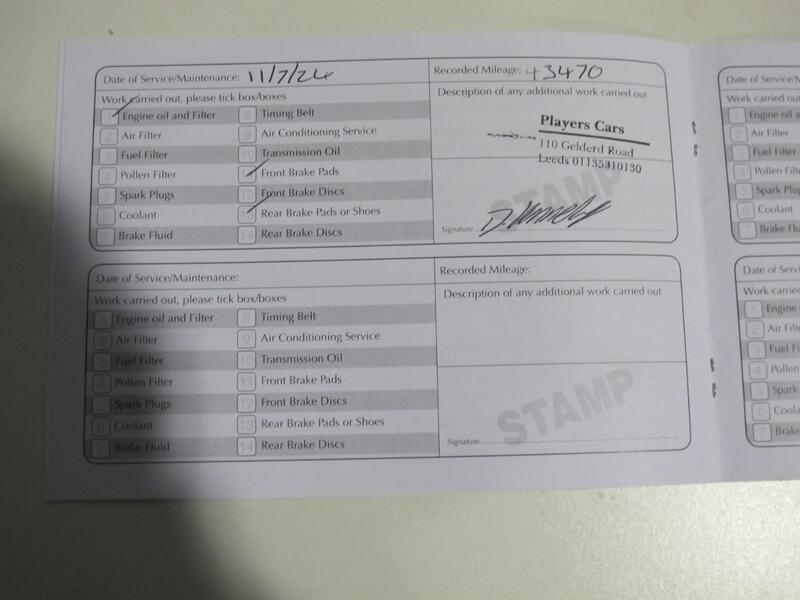 Date of Service/Maintenance: 11/7/24
Recorded Mileage: 43470
Work carried out, please tick box/boxes
Description of any additional work carried out
1 Engine oil and Filter 8 Timing Belt
2 Air Filter 9 Air Conditioning Service
3 Fuel Filter 10 Transmission Oil
4 Pollen Filter Front Brake Pads
5 Spark Plugs 12 Front Brake Discs
6 Coolant Rear Brake Pads or Shoes
7 Brake Fluid 14 Rear Brake Discs
Players Cars
110 Gelderd Road
Leeds 01135310130
STAMP
Signature
Date of Service/Maintenance:
Recorded Mileage:
Work carried out, please tick box/boxes
Description of any additional work carried out
1 Engine oil and Filter 8 Timing Belt
2 Air Filter 9 Air Conditioning Service
3 Fuel Filter 10 Transmission Oil
4 Pollen Filter 11 Front Brake Pads
5 Spark Plugs 12 Front Brake Discs
6 Coolant 13 Rear Brake Pads or Shoes
7 Brake Fluid 14 Rear Brake Discs
STAMP
Signature
Date of Service/M
Work carried out
1 Engine oil a
2 Air Filter
3 Fuel Filter
4 Pollen Filt
5 Spark Plu
6 Coolant
7 Brake Flu
Date of Servi
Work carrie
1 Engine
2 Air Filt
3 Fuel Fi
4 Pollen
5 Spark
6 Coola
7 Brake